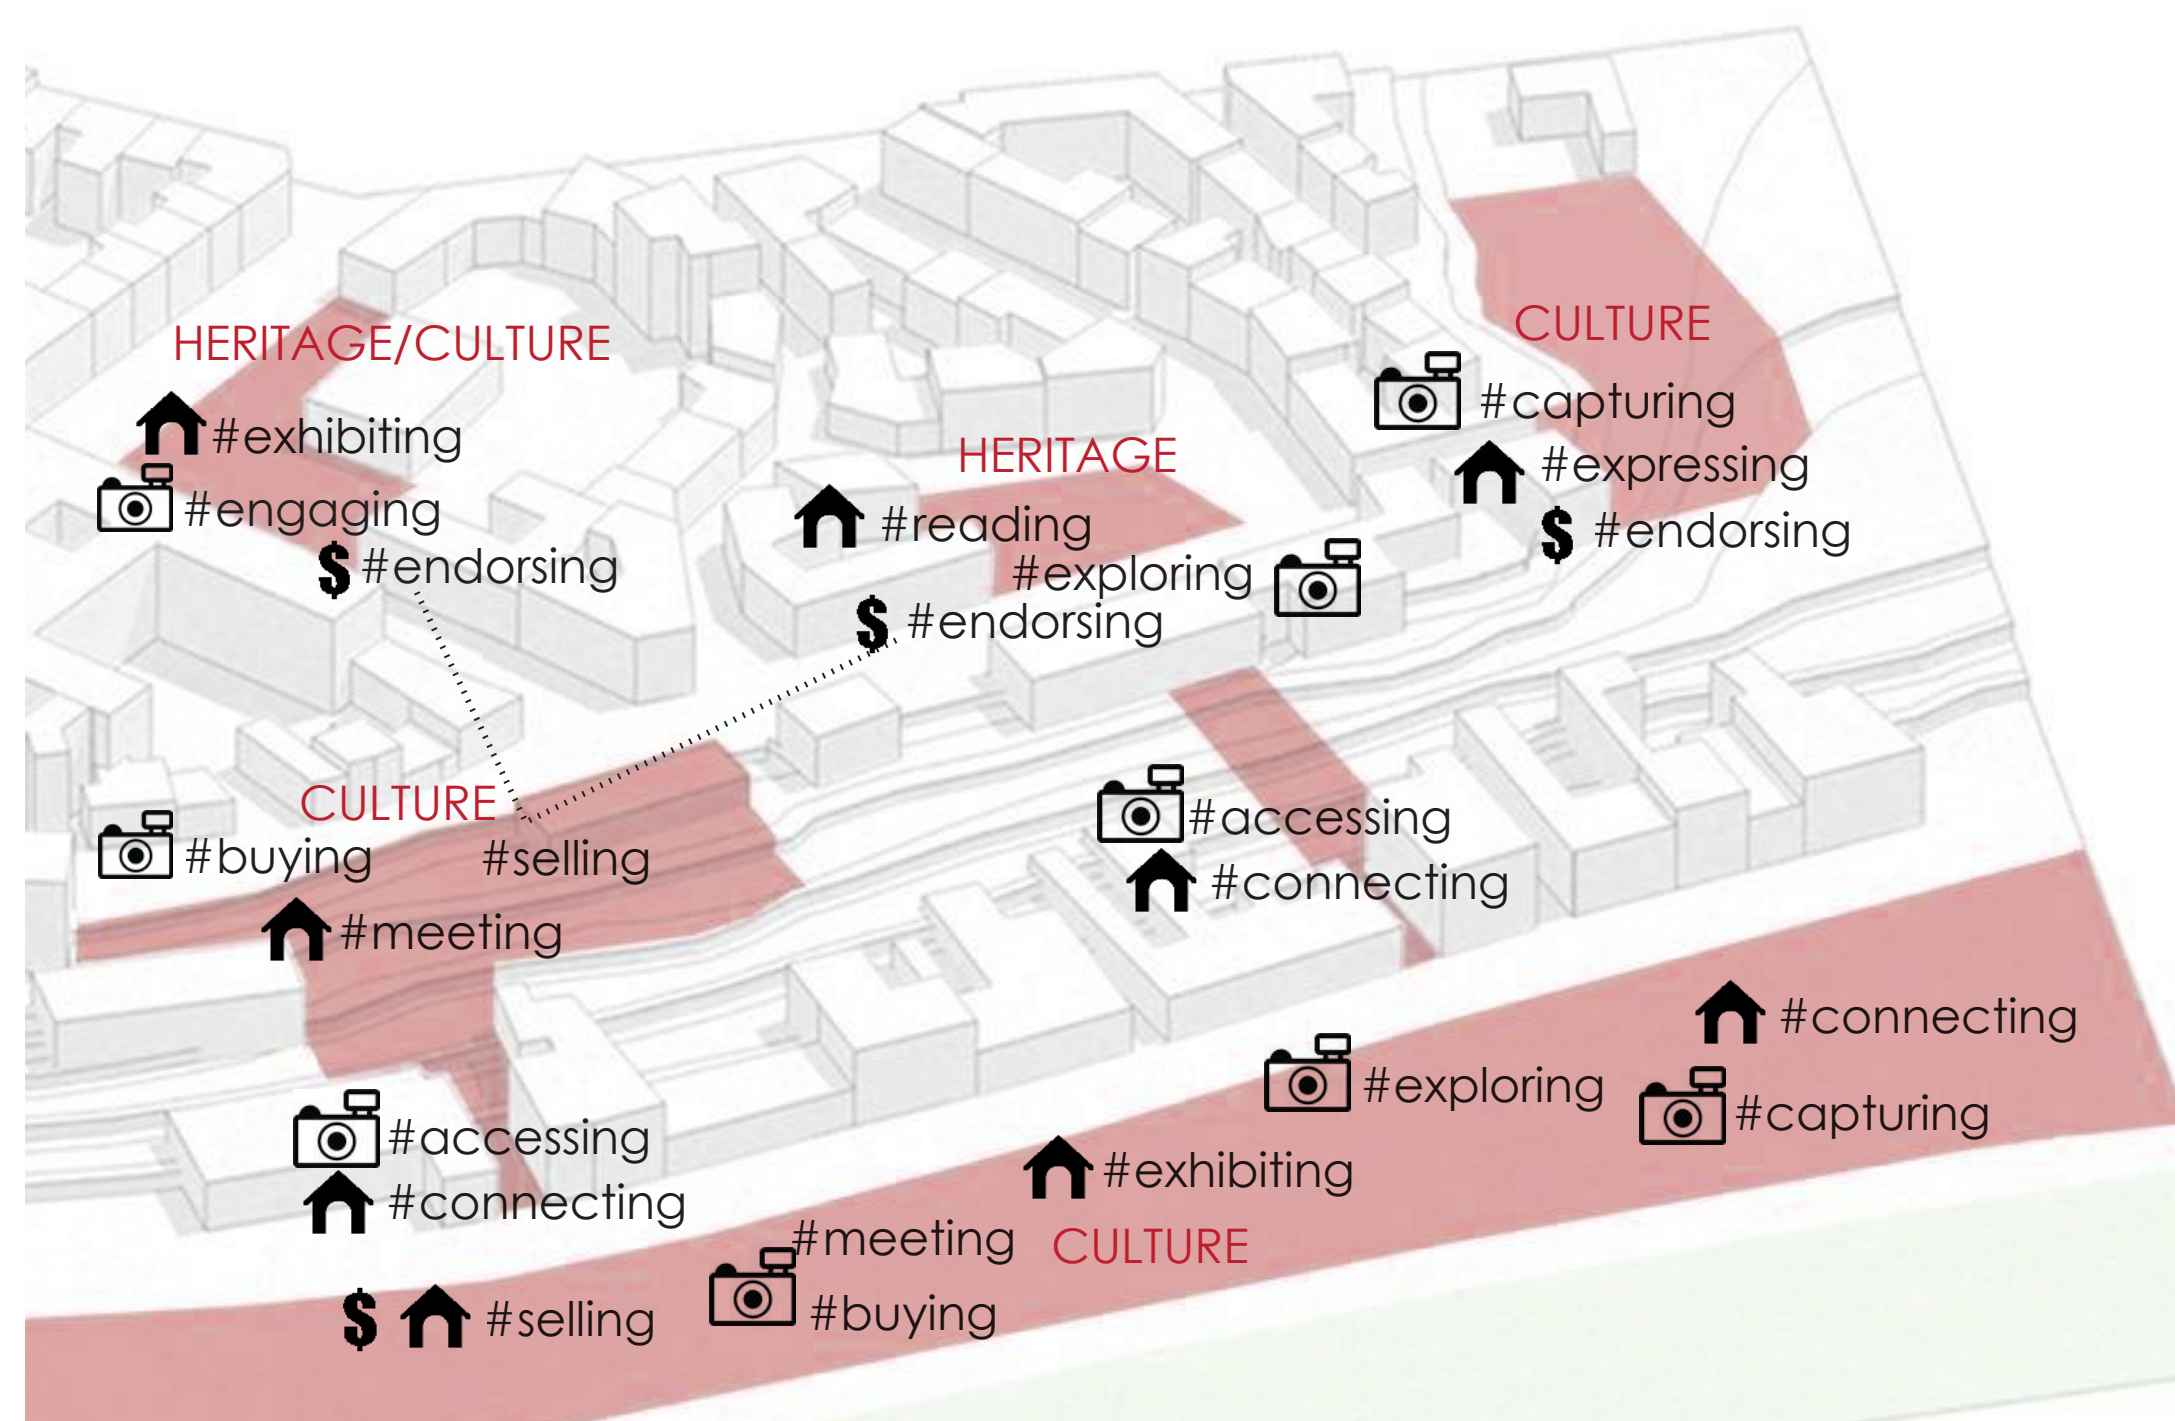 HERITAGE/CULTURE
#exhibiting
#engaging
$ #endorsing
HERITAGE
#reading
#exploring
$ #endorsing
CULTURE
#capturing
#expressing
$ #endorsing
CULTURE
#buying
#selling
#meeting
#accessing
#connecting
#accessing
#connecting
#connecting
#exploring
#capturing
#exhibiting
#meeting
CULTURE
$ #selling
#buying